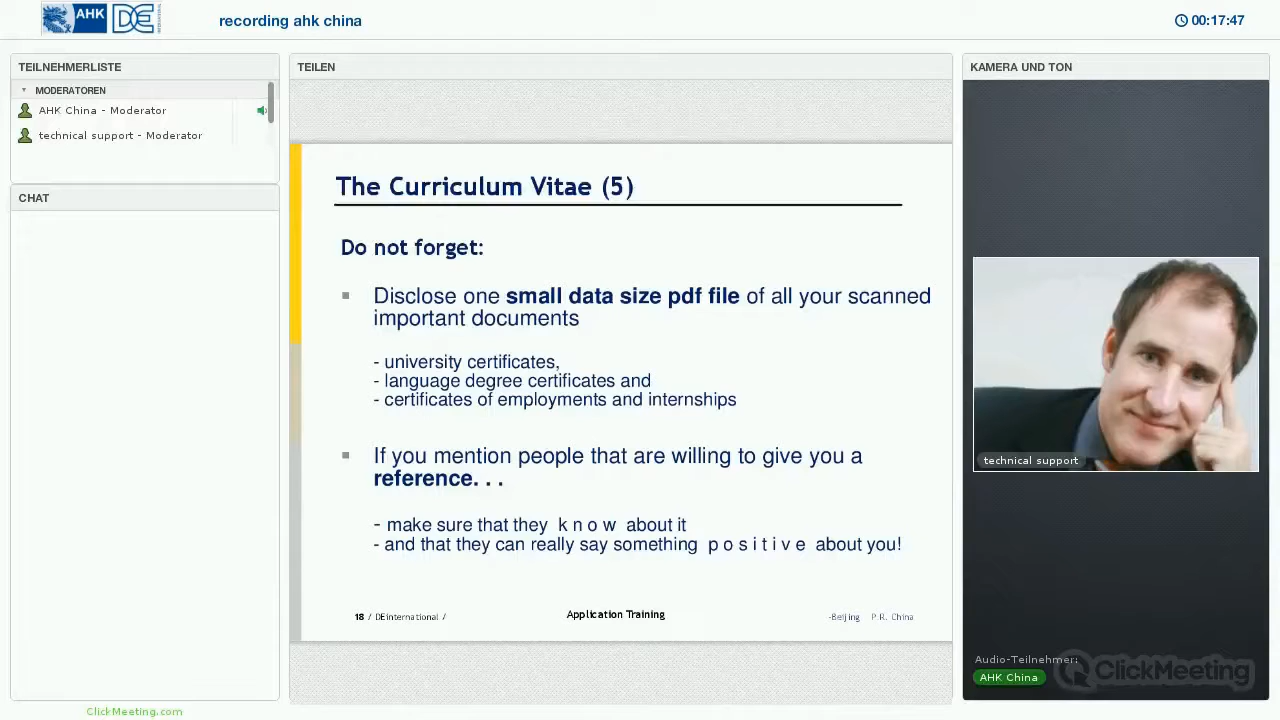 AHK
DE
INTERNATIONAL
recording ahk china
00:17:47
TEILNEHMERLISTE
MODERATOREN
AHK China - Moderator
technical support - Moderator
CHAT
ClickMeeting.com
TEILEN
The Curriculum Vitae (5)
Do not forget:
Disclose one small data size pdf file of all your scanned
important documents
- university certificates,
- language degree certificates and
- certificates of employments and internships
If you mention people that are willing to give you a
reference. . .
- make sure that they k n o w about it
- and that they can really say something p o s i t i v e about you!
18 / DEinternational /
Application Training
-Beijing P.R. China
KAMERA UND TON
technical support
Audio-Teilnehmer:
AHK China
ClickMeeting